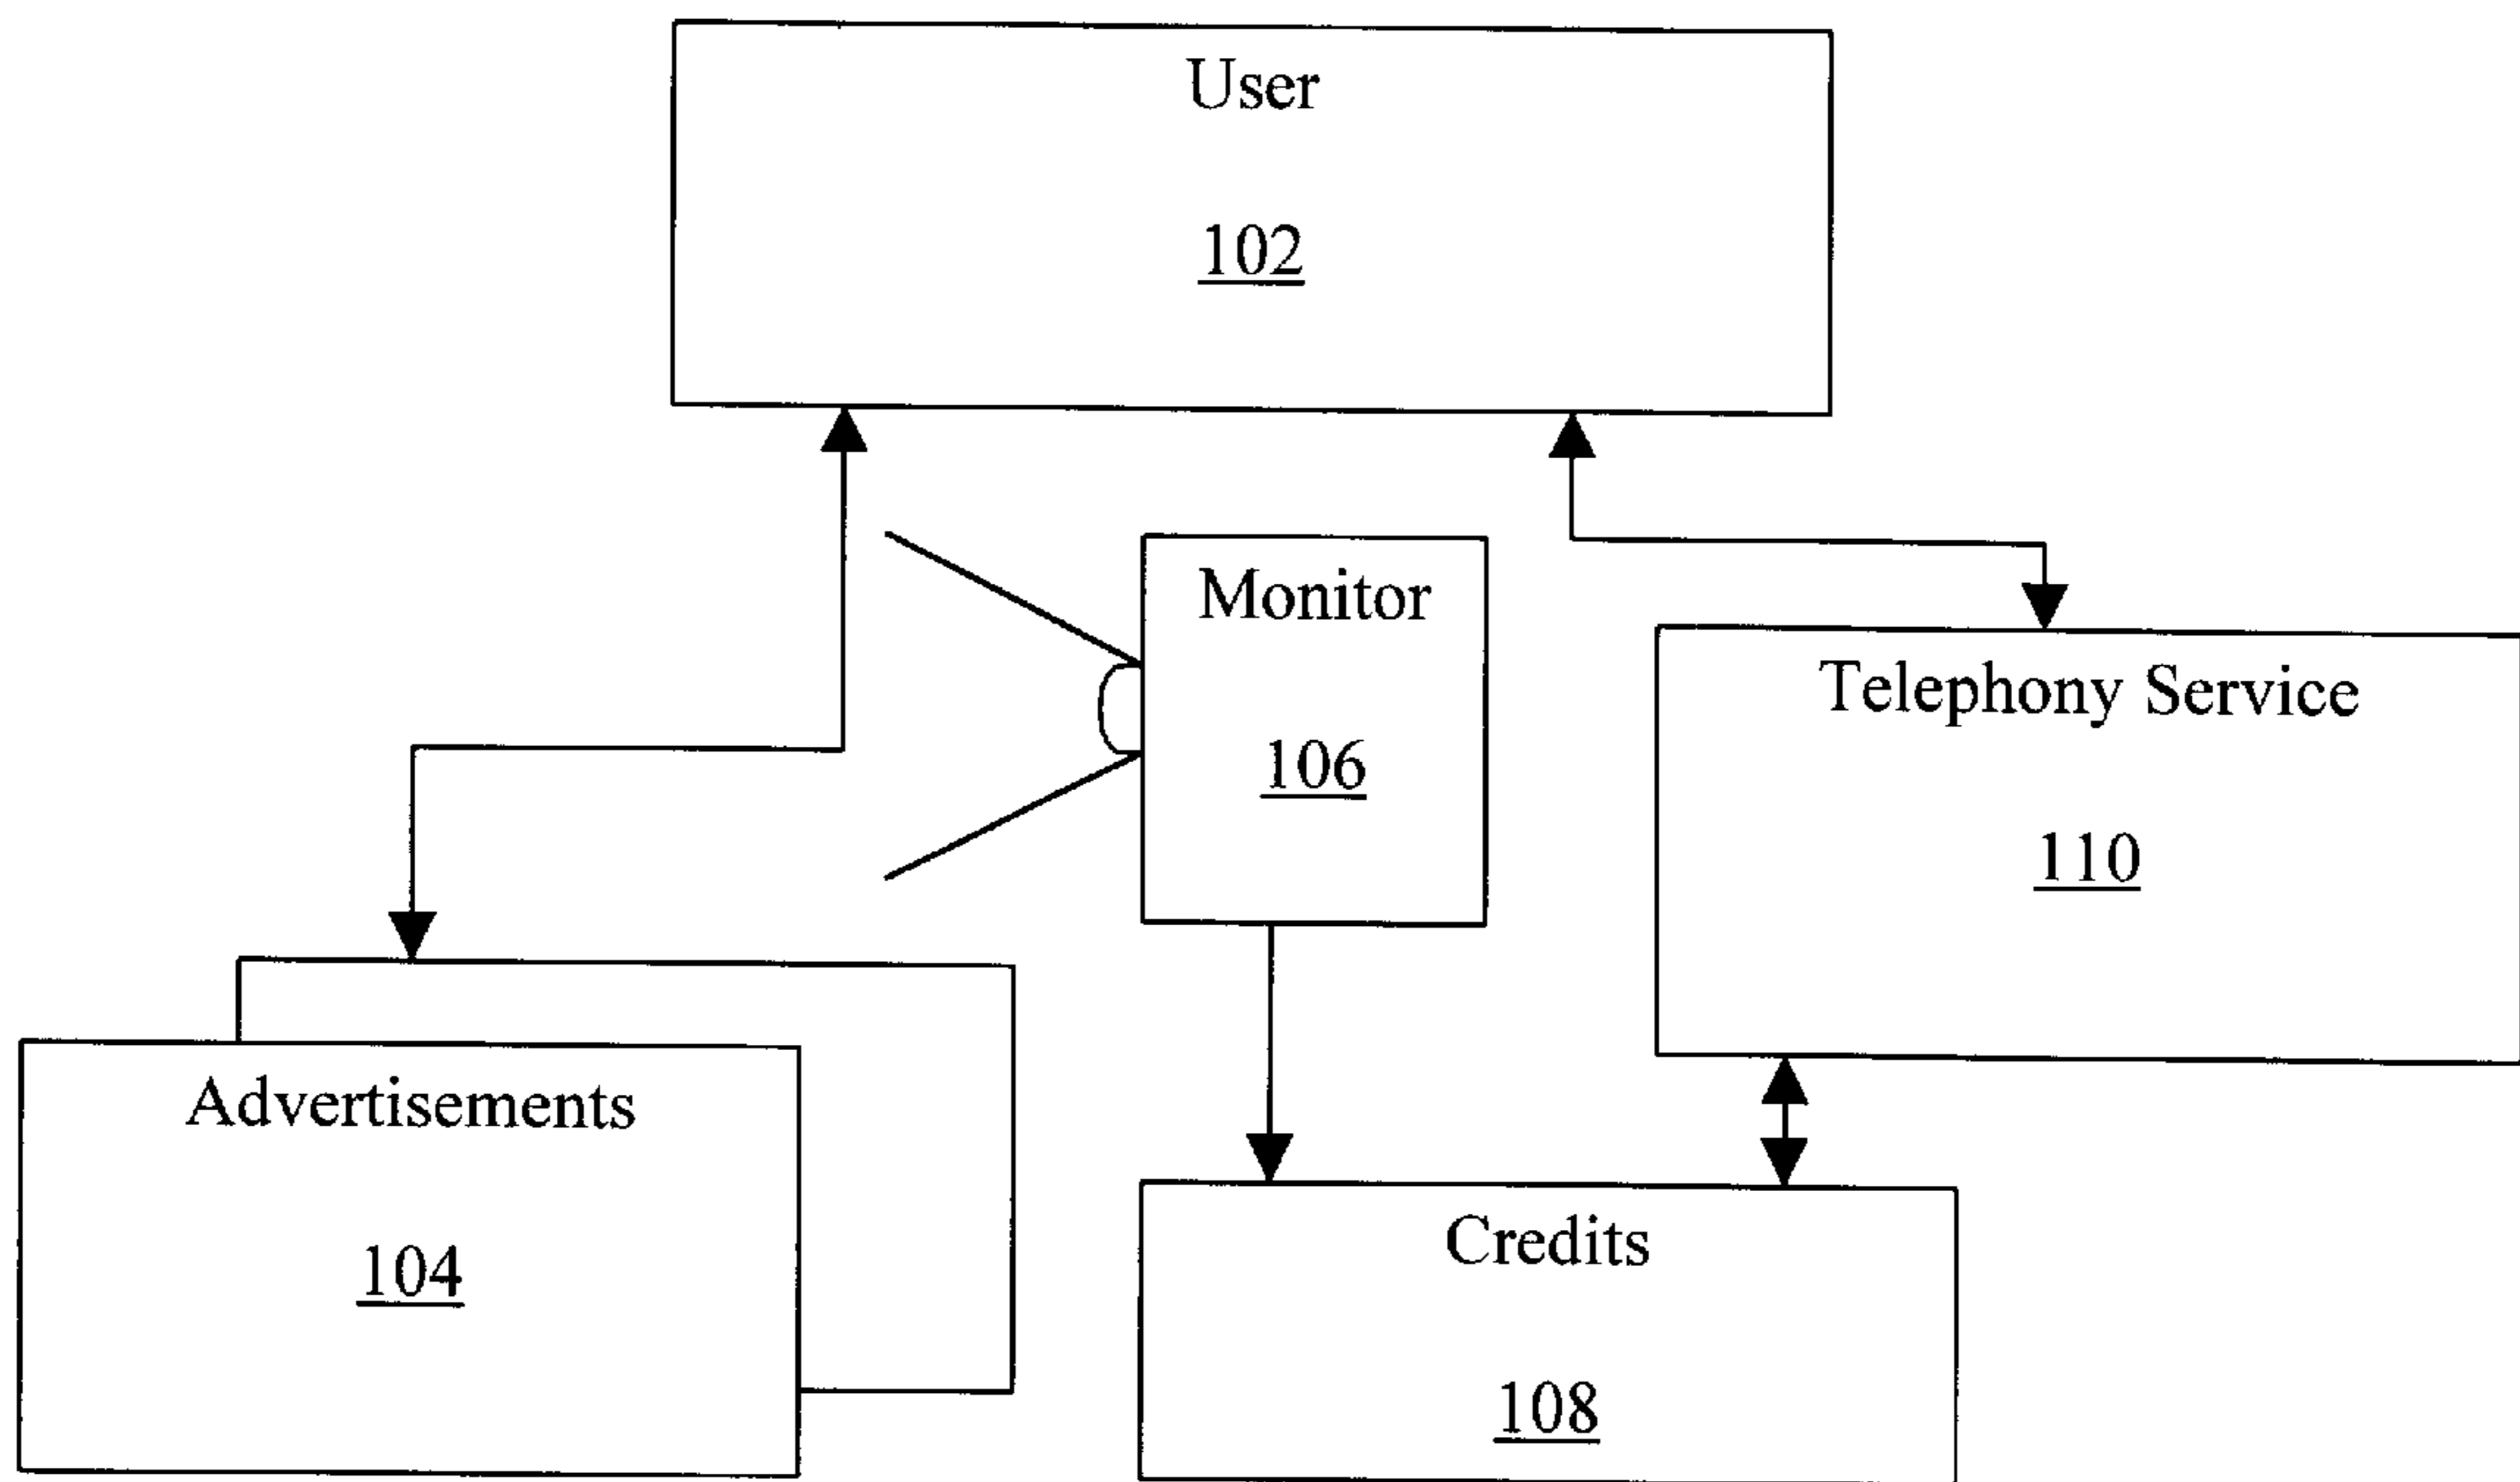 User
102
Monitor
106
Telephony Service
110
Advertisements
104
Credits
108